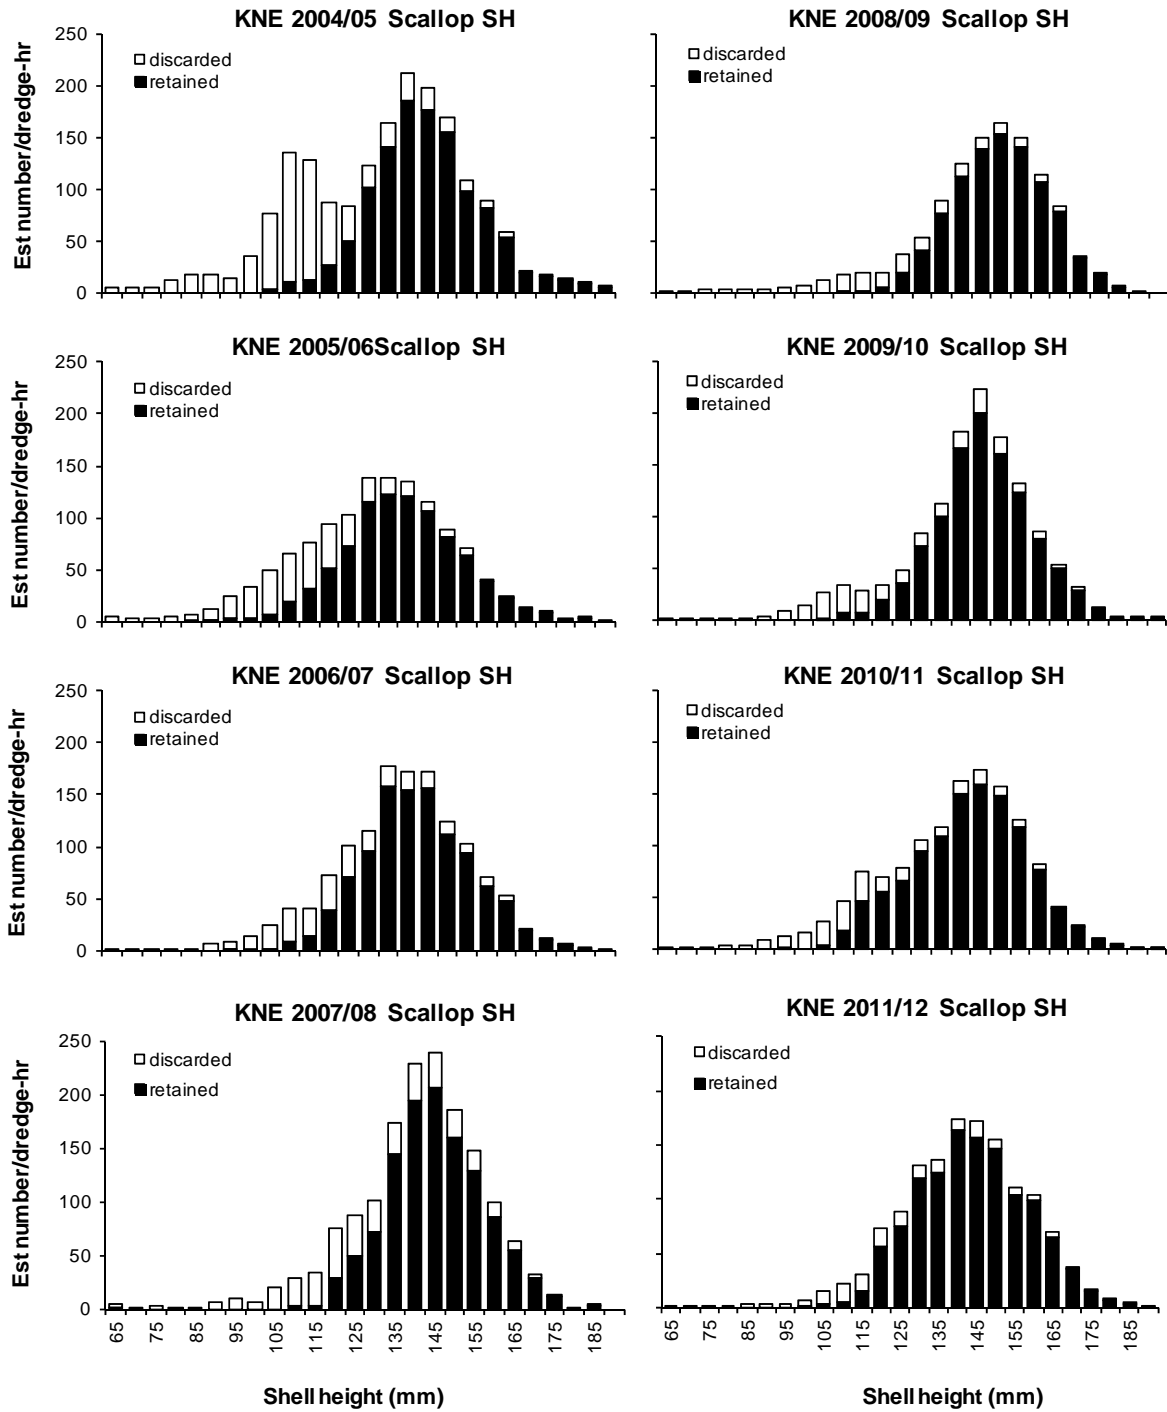 KNE 2004/05 Scallop SH
250
200
150
100
50
0
Est number/dredge-hr
discarded
retained
KNE 2008/09 Scallop SH
discarded
retained
KNE 2005/06Scallop SH
250
200
150
100
50
0
Est number/dredge-hr
discarded
retained
KNE 2009/10 Scallop SH
discarded
retained
KNE 2006/07 Scallop SH
250
200
150
100
50
0
Est number/dredge-hr
discarded
retained
KNE 2010/11 Scallop SH
discarded
retained
KNE 2007/08 Scallop SH
250
200
150
100
50
0
Est number/dredge-hr
discarded
retained
65 75 85 95 105 115 125 135 145 155 165 175 185
Shell height (mm)
KNE 2011/12 Scallop SH
discarded
retained
65 75 85 95 105 115 125 135 145 155 165 175 185
Shell height (mm)